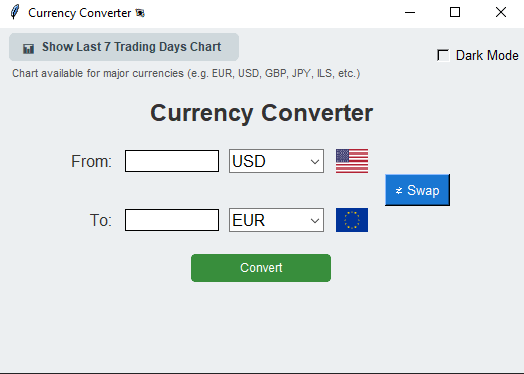 Currency Converter
Show Last 7 Trading Days Chart
Dark Mode
Chart available for major currencies (e.g. EUR, USD, GBP, JPY, ILS, etc.)
Currency Converter
From: USD
Swap
To: EUR
Convert